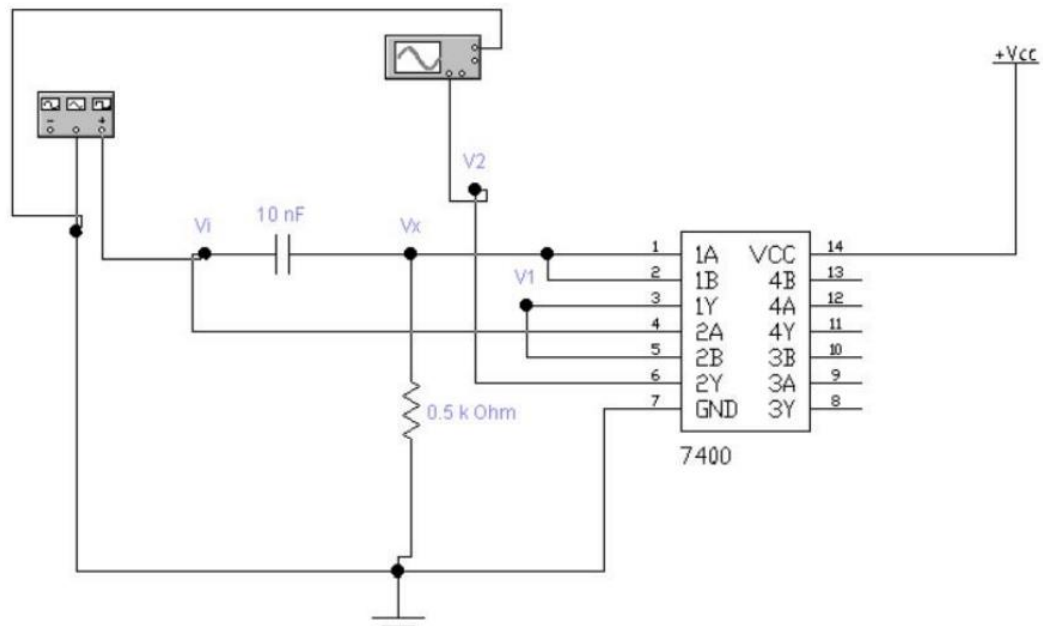 +Vcc
- +
V2
Vi
10 nF
Vx
V1
1 1A VCC 14
2 1B 4B 13
3 1Y 4A 12
4 2A 4Y 11
5 2B 3B 10
6 2Y 3A 9
7 GND 3Y 8
0.5 k Ohm
7400